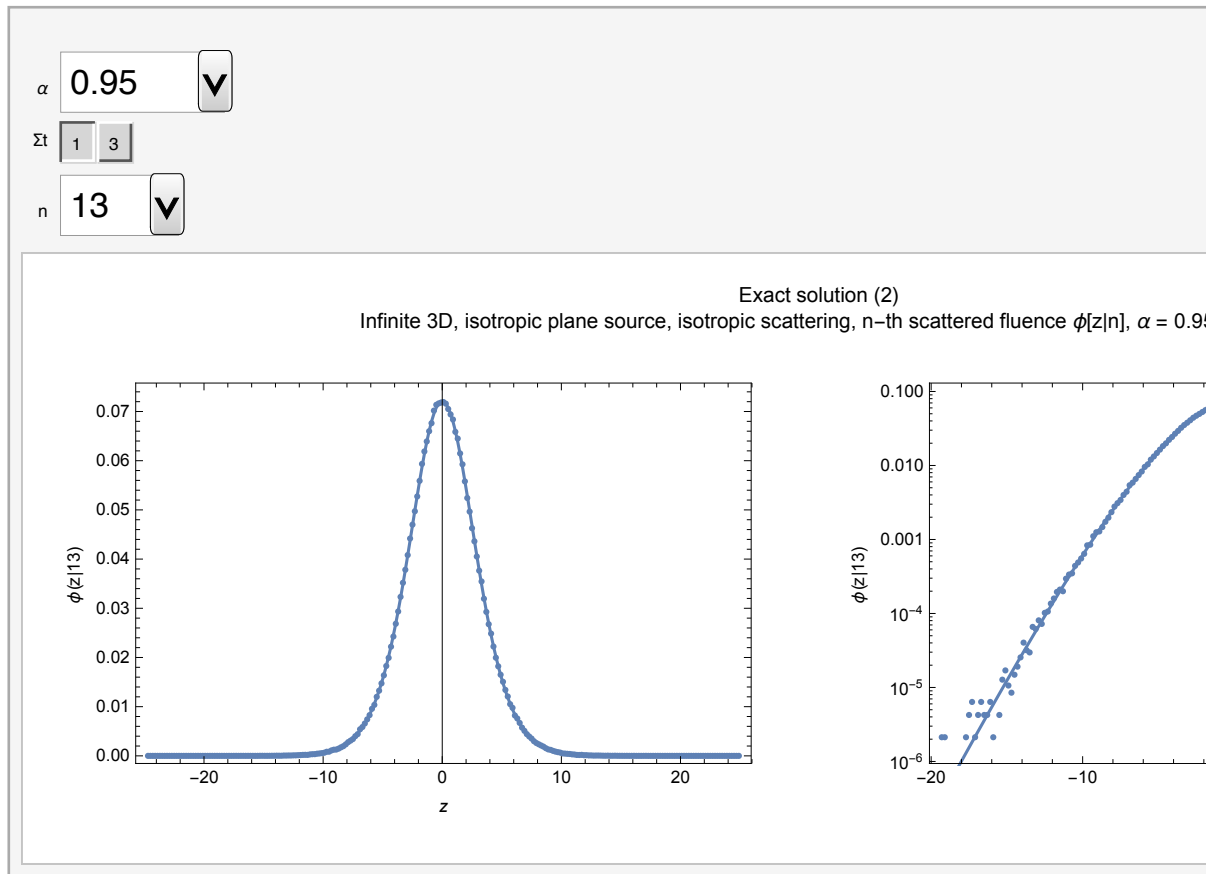 α 0.95
Σt 1 3
n 13
Exact solution (2)
Infinite 3D, isotropic plane source, isotropic scattering, n-th scattered fluence ϕ[z|n], α = 0.95
ϕ(z|13)
0.07
0.06
0.05
0.04
0.03
0.02
0.01
0.00
-20 -10 0 10 20
z
ϕ(z|13)
0.100
0.010
0.001
10⁻⁴
10⁻⁵
10⁻⁶
-20 -10